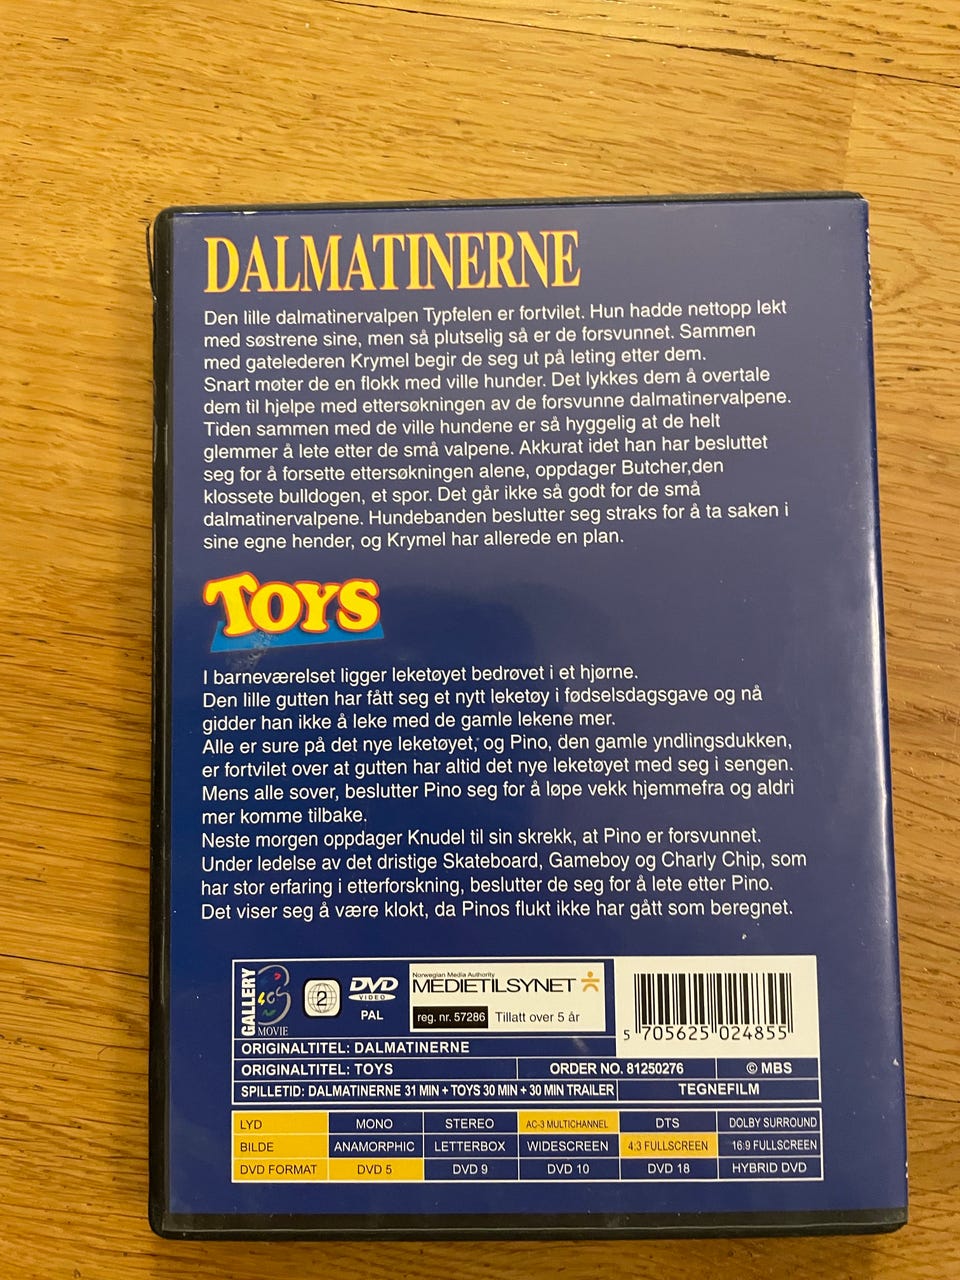 DALMATINERNE
Den lille dalmatinervalpen Typfelen er fortvilet. Hun hadde nettopp lekt
med søstrene sine, men så plutselig så er de forsvunnet. Sammen
med gatelederen Krymel begir de seg ut på leting etter dem.
Snart møter de en flokk med ville hunder. Det lykkes dem å overtale
dem til hjelpe med ettersøkningen av de forsvunne dalmatinervalpene.
Tiden sammen med de ville hundene er så hyggelig at de helt
glemmer å lete etter de små valpene. Akkurat idet han har besluttet
seg for å forsette ettersøkningen alene, oppdager Butcher,den
klossete bulldogen, et spor. Det går ikke så godt for de små
dalmatinervalpene. Hundebanden beslutter seg straks for å ta saken i
sine egne hender, og Krymel har allerede en plan.
TOYS
I barneværelset ligger leketøyet bedrøvet i et hjørne.
Den lille gutten har fått seg et nytt leketøy i fødselsdagsgave og nå
gidder han ikke å leke med de gamle lekene mer.
Alle er sure på det nye leketøyet, og Pino, den gamle yndlingsdukken,
er fortvilet over at gutten har altid det nye leketøyet med seg i sengen.
Mens alle sover, beslutter Pino seg for å løpe vekk hjemmefra og aldri
mer komme tilbake.
Neste morgen oppdager Knudel til sin skrekk, at Pino er forsvunnet.
Under ledelse av det dristige Skateboard, Gameboy og Charly Chip, som
har stor erfaring i etterforskning, beslutter de seg for å lete etter Pino.
Det viser seg å være klokt, da Pinos flukt ikke har gått som beregnet.
GALLERY
MOVIE
2
DVD
VIDEO
PAL
Norwegian Media Authority
MEDIETILSYNET
reg. nr. 57286 Tillatt over 5 år
5 705625 024855
ORIGINALTITEL: DALMATINERNE
ORIGINALTITEL: TOYS ORDER NO. 81250276 © MBS
SPILLETID: DALMATINERNE 31 MIN + TOYS 30 MIN + 30 MIN TRAILER TEGNEFILM
LYD MONO STEREO AC-3 MULTICHANNEL DTS DOLBY SURROUND
BILDE ANAMORPHIC LETTERBOX WIDESCREEN 4:3 FULLSCREEN 16:9 FULLSCREEN
DVD FORMAT DVD 5 DVD 9 DVD 10 DVD 18 HYBRID DVD